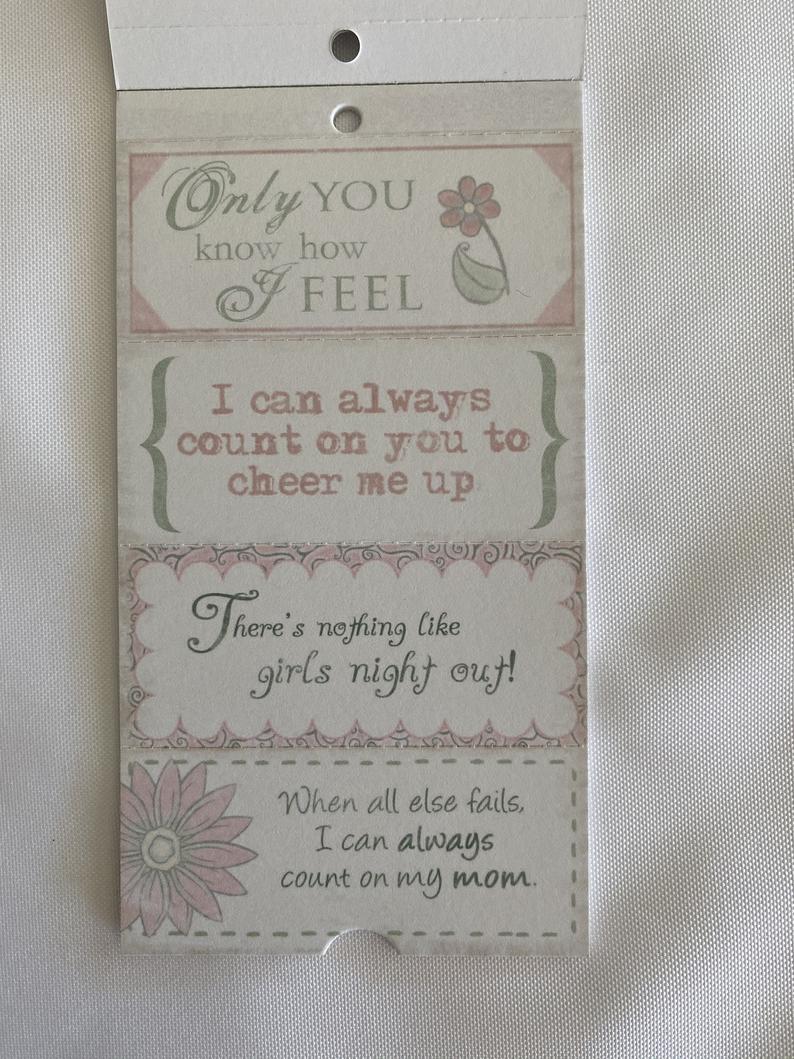 Only YOU
know how
I FEEL
I can always
count on you to
cheer me up
There's nothing like
girls night out!
When all else fails,
I can always
count on my mom.